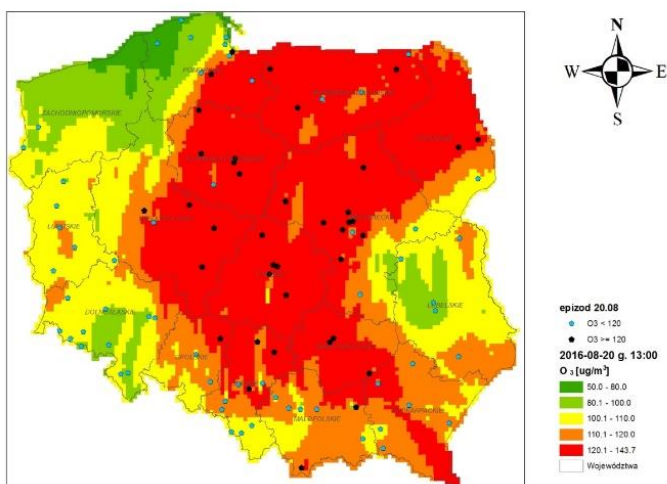 N
W E
S
POMOR
ZACHODNIOPOMORSKIE
LUBUSKIE
DOLNOŚLĄSKIE
OPOLSKIE
LUBELSKIE
MAŁOPOLSKIE
epizod 20.08
O3 < 120
O3 >= 120
2016-08-20 g. 13:00
O 3 [ug/m3]
50.0 - 80.0
80.1 - 100.0
100.1 - 110.0
110.1 - 120.0
120.1 - 143.7
Województwa